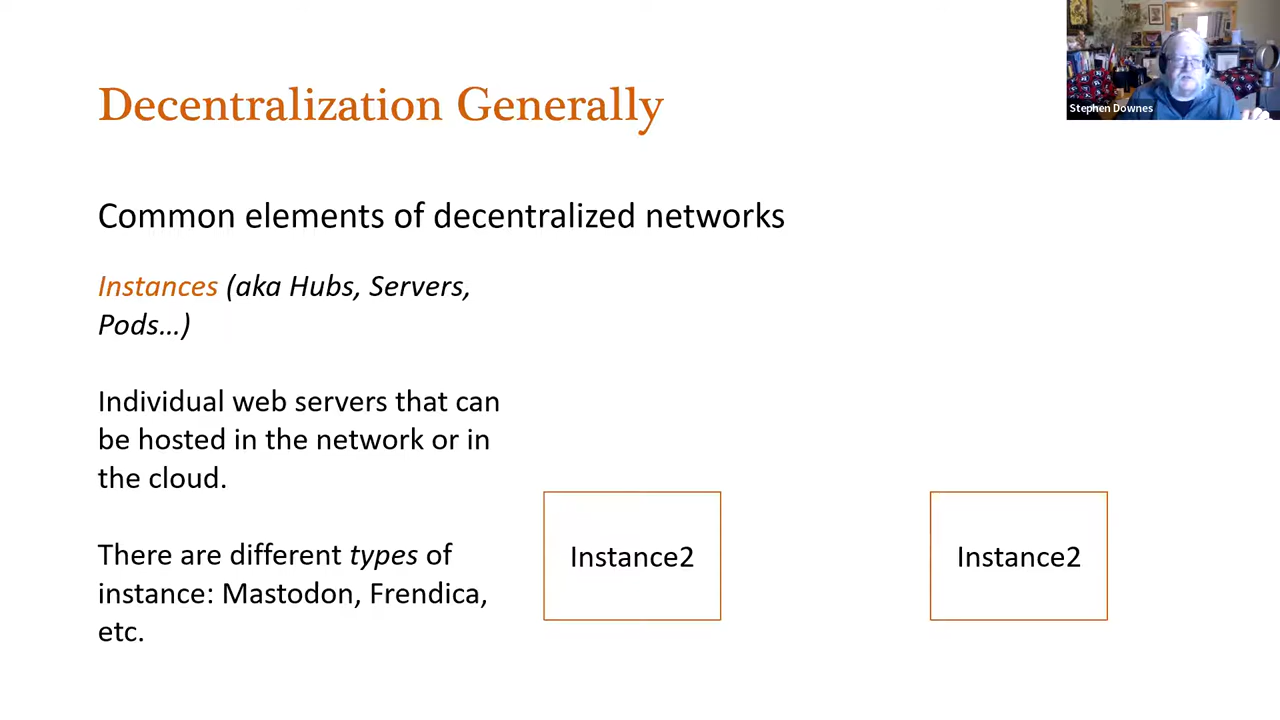 Stephen Downes
Decentralization Generally
Common elements of decentralized networks
Instances (aka Hubs, Servers,
Pods...)
Individual web servers that can
be hosted in the network or in
the cloud.
There are different types of
instance: Mastodon, Frendica,
etc.
Instance2
Instance2